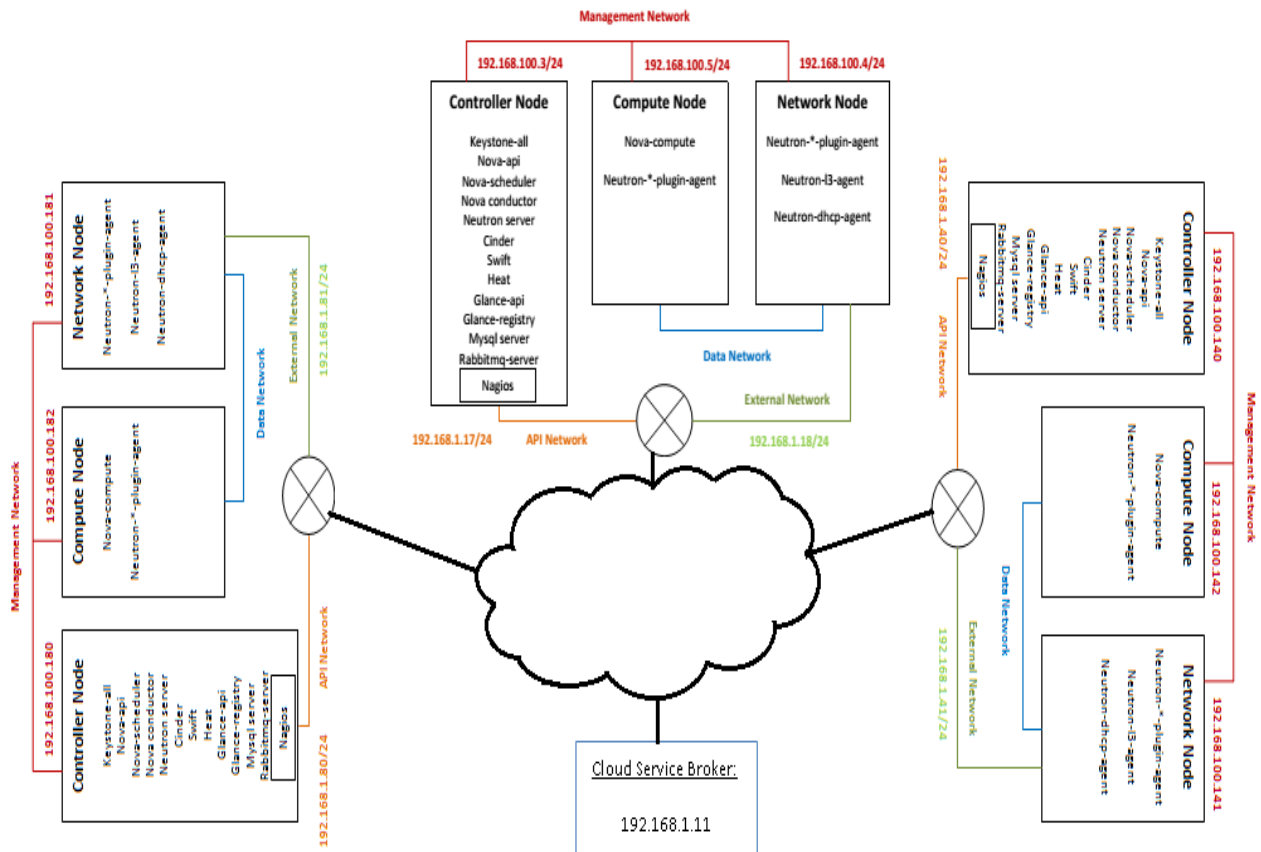 Management Network
192.168.100.3/24
192.168.100.5/24
192.168.100.4/24
Controller Node
Keystone-all
Nova-api
Nova-scheduler
Nova conductor
Neutron server
Cinder
Swift
Heat
Glance-api
Glance-registry
Mysql server
Rabbitmq-server
Nagios
Compute Node
Nova-compute
Neutron-*-plugin-agent
Network Node
Neutron-*-plugin-agent
Neutron-l3-agent
Neutron-dhcp-agent
Data Network
External Network
192.168.1.17/24
API Network
192.168.1.18/24
Management Network
192.168.100.181
Network Node
Neutron-*-plugin-agent
Neutron-l3-agent
Neutron-dhcp-agent
192.168.100.182
Compute Node
Nova-compute
Neutron-*-plugin-agent
192.168.100.180
Controller Node
Keystone-all
Nova-api
Nova-scheduler
Nova conductor
Neutron server
Cinder
Swift
Heat
Glance-api
Glance-registry
Mysql server
Rabbitmq-server
Nagios
Data Network
External Network
192.168.1.81/24
API Network
192.168.1.80/24
Management Network
192.168.100.140
Controller Node
Keystone-all
Nova-api
Nova-scheduler
Nova conductor
Neutron server
Cinder
Swift
Heat
Glance-api
Glance-registry
Mysql server
Rabbitmq-server
Nagios
192.168.1.40/24
API Network
192.168.100.142
Compute Node
Nova-compute
Neutron-*-plugin-agent
192.168.100.141
Network Node
Neutron-*-plugin-agent
Neutron-l3-agent
Neutron-dhcp-agent
Data Network
External Network
192.168.1.41/24
Cloud Service Broker:
192.168.1.11